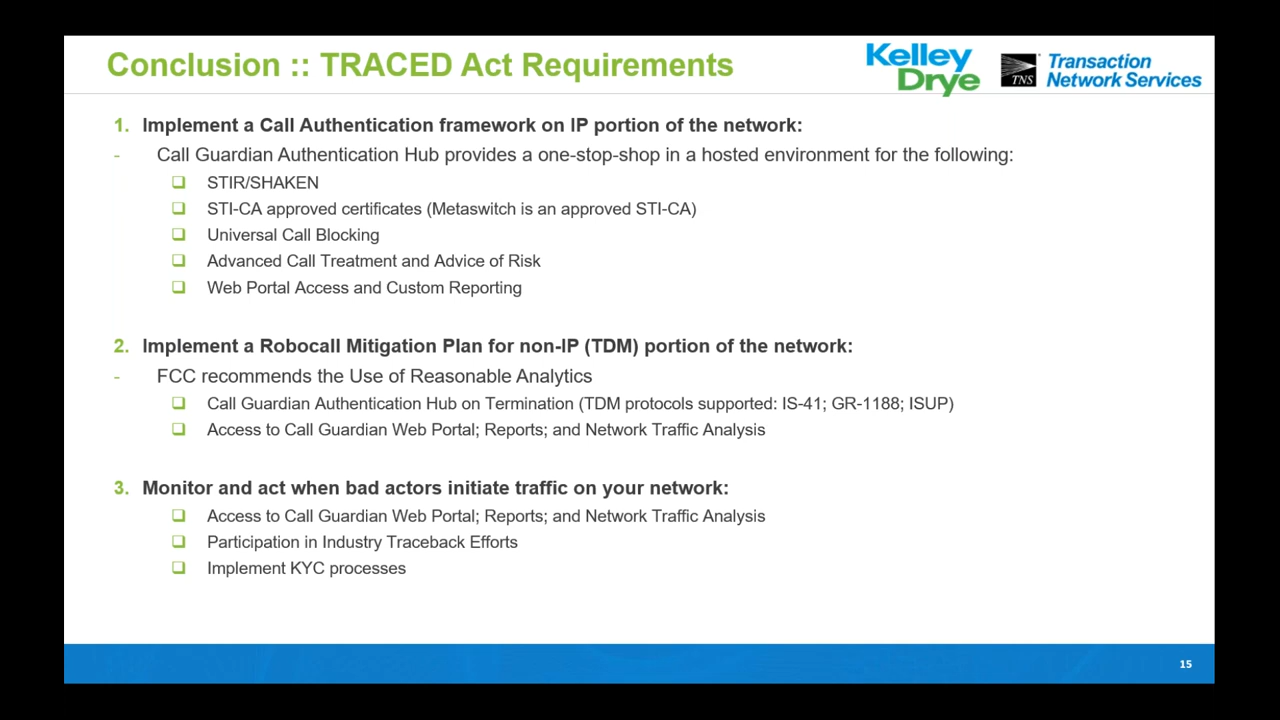 Conclusion :: TRACED Act Requirements
Kelley
Drye
TNS
Transaction
Network Services
1. Implement a Call Authentication framework on IP portion of the network:
- Call Guardian Authentication Hub provides a one-stop-shop in a hosted environment for the following:
❑ STIR/SHAKEN
❑ STI-CA approved certificates (Metaswitch is an approved STI-CA)
❑ Universal Call Blocking
❑ Advanced Call Treatment and Advice of Risk
❑ Web Portal Access and Custom Reporting
2. Implement a Robocall Mitigation Plan for non-IP (TDM) portion of the network:
- FCC recommends the Use of Reasonable Analytics
❑ Call Guardian Authentication Hub on Termination (TDM protocols supported: IS-41; GR-1188; ISUP)
❑ Access to Call Guardian Web Portal; Reports; and Network Traffic Analysis
3. Monitor and act when bad actors initiate traffic on your network:
❑ Access to Call Guardian Web Portal; Reports; and Network Traffic Analysis
❑ Participation in Industry Traceback Efforts
❑ Implement KYC processes
15